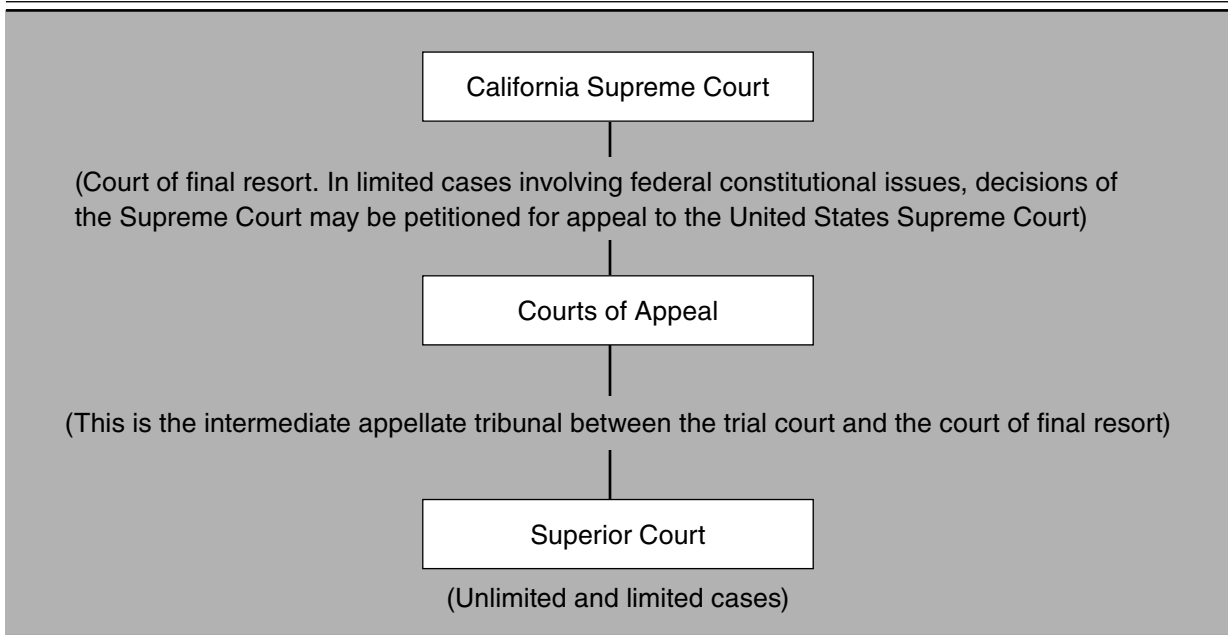 California Supreme Court
(Court of final resort. In limited cases involving federal constitutional issues, decisions of
the Supreme Court may be petitioned for appeal to the United States Supreme Court)
Courts of Appeal
(This is the intermediate appellate tribunal between the trial court and the court of final resort)
Superior Court
(Unlimited and limited cases)